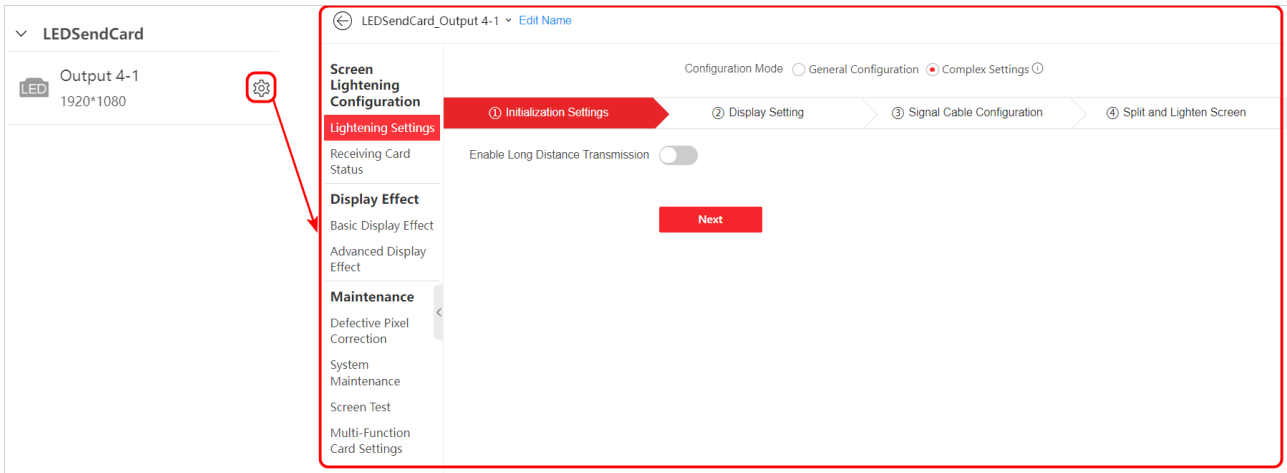 LEDSendCard
LED
Output 4-1
1920*1080
LEDSendCard_Output 4-1 Edit Name
Screen
Lightening
Configuration
Lightening Settings
Receiving Card
Status
Display Effect
Basic Display Effect
Advanced Display
Effect
Maintenance
Defective Pixel
Correction
System
Maintenance
Screen Test
Multi-Function
Card Settings
Configuration Mode General Configuration Complex Settings
① Initialization Settings ② Display Setting ③ Signal Cable Configuration ④ Split and Lighten Screen
Enable Long Distance Transmission
Next